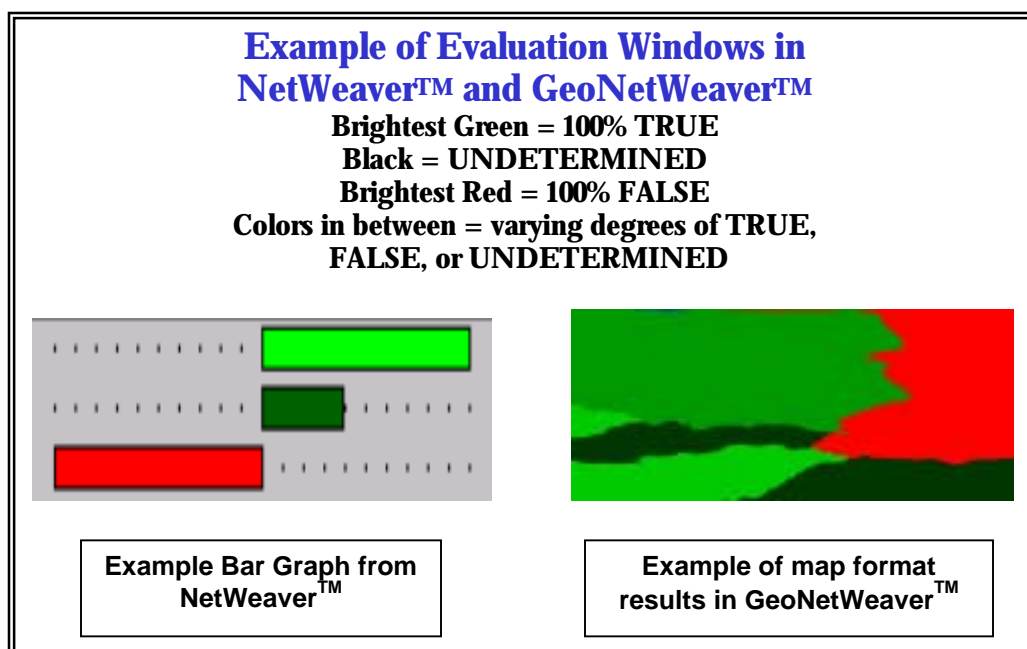 Example of Evaluation Windows in
NetWeaver™ and GeoNetWeaver™
Brightest Green = 100% TRUE
Black = UNDETERMINED
Brightest Red = 100% FALSE
Colors in between = varying degrees of TRUE,
FALSE, or UNDETERMINED
Example Bar Graph from
NetWeaver™
Example of map format
results in GeoNetWeaver™